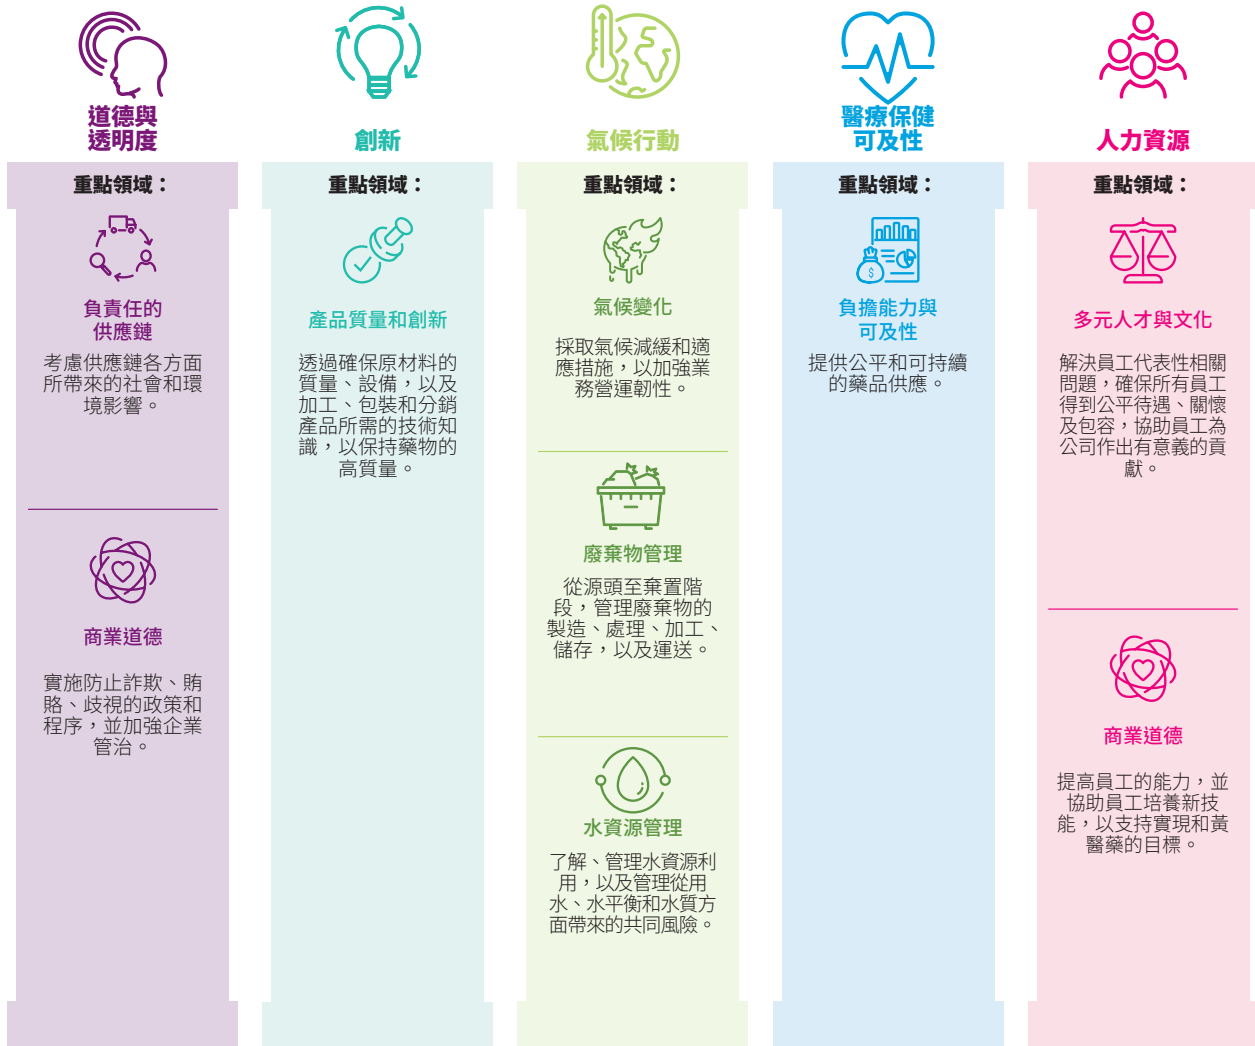 道德與
透明度
重點領域：
負責任的
供應鏈
考慮供應鏈各方面
所帶來的社會和環
境影響。
商業道德
實施防止詐欺、賄
賂、歧視的政策和
程序，並加強企業
管治。
創新
重點領域：
產品質量和創新
透過確保原材料的
質量、設備，以及
加工、包裝和分銷
產品所需的技術知
識，以保持藥物的
高質量。
氣候行動
重點領域：
氣候變化
採取氣候減緩和適
應措施，以加強業
務營運韌性。
廢棄物管理
從源頭至棄置階
段，管理廢棄物的
製造、處理、加工、
儲存，以及運送。
水資源管理
了解、管理水資源利
用，以及管理從用
水、水平衡和水質方
面帶來的共同風險。
醫療保健
可及性
重點領域：
$
負擔能力與
可及性
提供公平和可持續
的藥品供應。
人力資源
重點領域：
多元人才與文化
解決員工代表性相關
問題，確保所有員工
得到公平待遇、關懷
及包容，協助員工為
公司作出有意義的貢
獻。
商業道德
提高員工的能力，並
協助員工培養新技
能，以支持實現和黃
醫藥的目標。